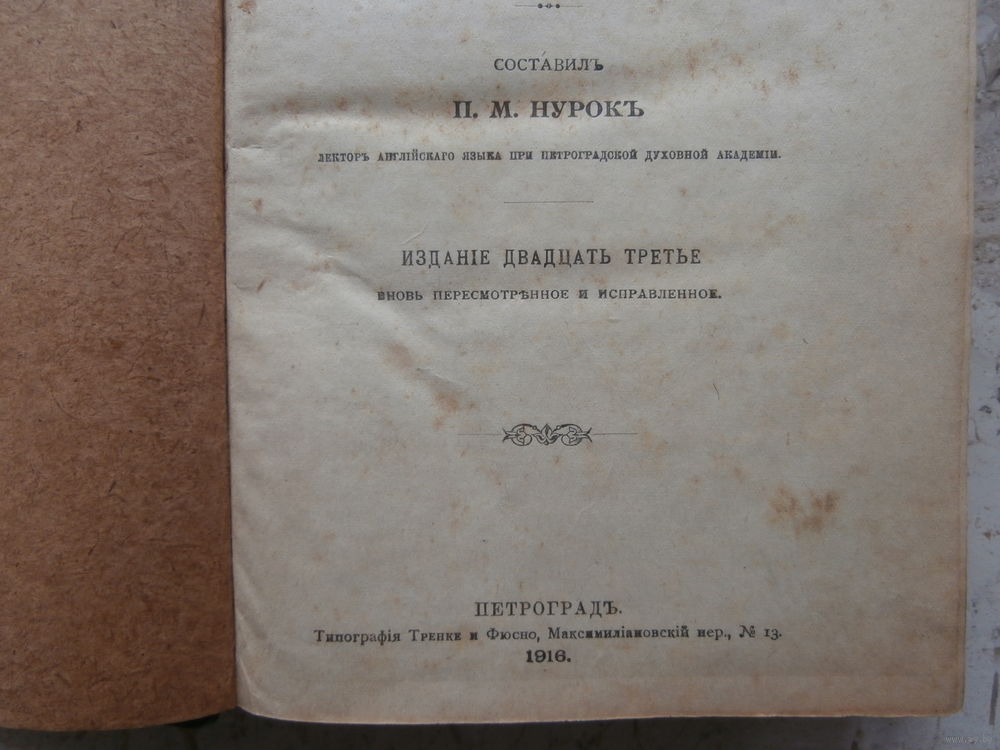 СОСТАВИЛЪ
П. М. НУРОКЪ
ЛЕКТОРЪ АНГЛІЙСКАГО ЯЗЫКА ПРИ ПЕТРОГРАДСКОЙ ДУХОВНОЙ АКАДЕМІИ.
ИЗДАНІЕ ДВАДЦАТЬ ТРЕТЬЕ
ВНОВЬ ПЕРЕСМОТРѢННОЕ И ИСПРАВЛЕННОЕ.
ПЕТРОГРАДЪ.
Типографія Тренке и Фюсно, Максимиліановскій пер., № 13.
1916.